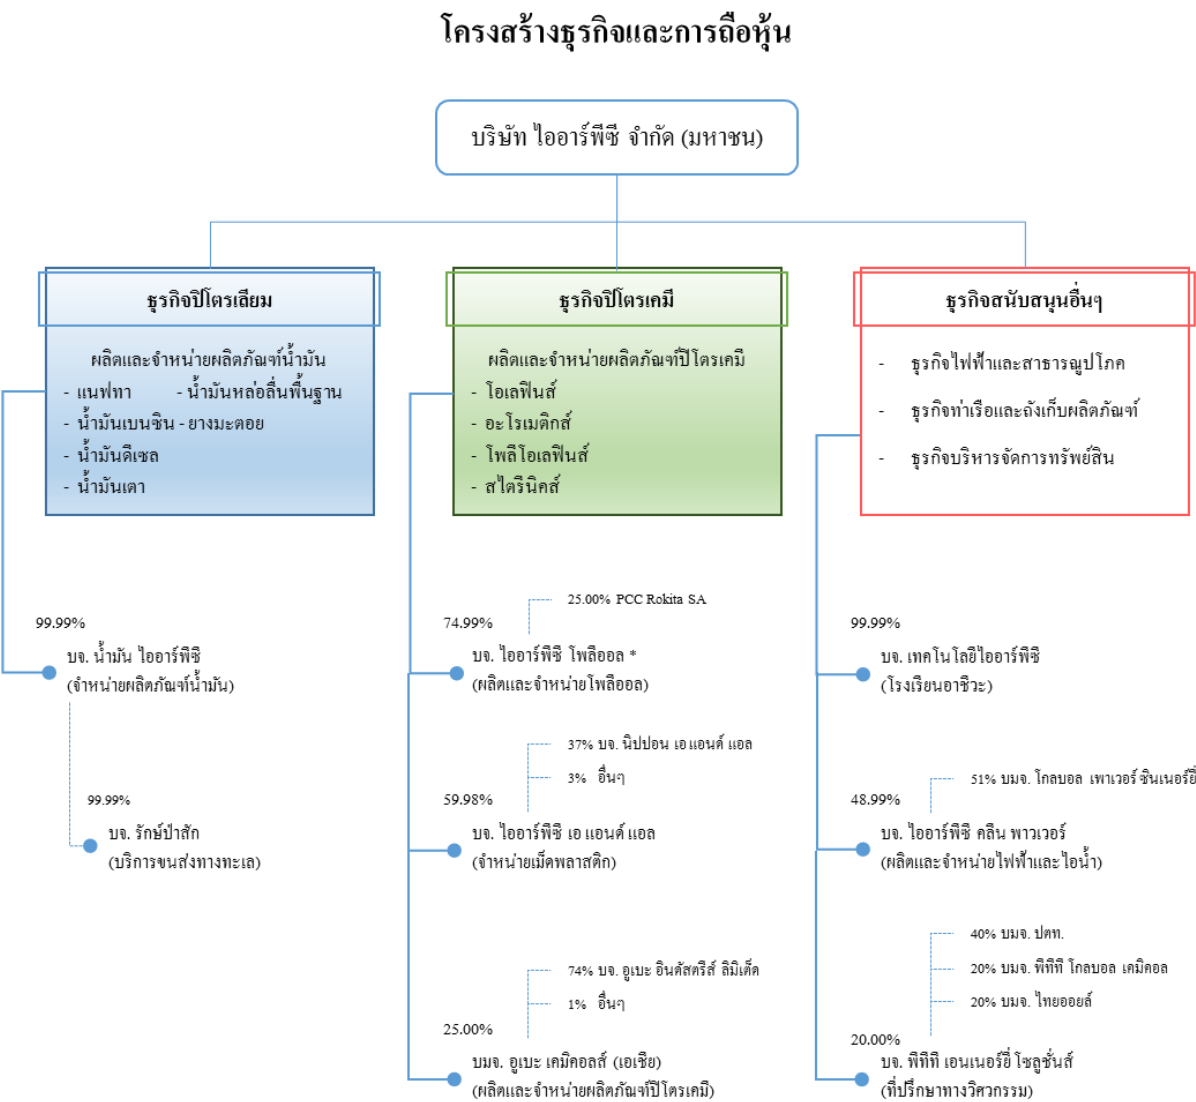 โครงสร้างธุรกิจและการถือหุ้น
บริษัท ไออาร์พีซี จำกัด (มหาชน)
ธุรกิจปิโตรเลียม
ผลิตและจำหน่ายผลิตภัณฑ์น้ำมัน
- แนฟทา - น้ำมันหล่อลื่นพื้นฐาน
- น้ำมันเบนซิน - ยางมะตอย
- น้ำมันดีเซล
- น้ำมันเตา
99.99%
บจ. น้ำมัน ไออาร์พีซี
(จำหน่ายผลิตภัณฑ์น้ำมัน)
99.99%
บจ. รักษ์ป่าสัก
(บริการขนส่งทางทะเล)
ธุรกิจปิโตรเคมี
ผลิตและจำหน่ายผลิตภัณฑ์ปิโตรเคมี
- โอเลฟินส์
- อะโรเมติกส์
- โพลีโอเลฟินส์
- สไตรีนิคส์
25.00% PCC Rokita SA
74.99%
บจ. ไออาร์พีซี โพลีออล *
(ผลิตและจำหน่ายโพลีออล)
37% บจ. นิปปอน เอ แอนด์ แอล
3% อื่นๆ
59.98%
บจ. ไออาร์พีซี เอ แอนด์ แอล
(จำหน่ายเม็ดพลาสติก)
74% บจ. อูเบะ อินดัสตรีส์ ลิมิเต็ด
1% อื่นๆ
25.00%
บมจ. อูเบะ เคมิคอลส์ (เอเชีย)
(ผลิตและจำหน่ายผลิตภัณฑ์ปิโตรเคมี)
ธุรกิจสนับสนุนอื่นๆ
- ธุรกิจไฟฟ้าและสาธารณูปโภค
- ธุรกิจท่าเรือและถังเก็บผลิตภัณฑ์
- ธุรกิจบริหารจัดการทรัพย์สิน
99.99%
บจ. เทคโนโลยีไออาร์พีซี
(โรงเรียนอาชีวะ)
51% บมจ. โกลบอล เพาเวอร์ ซินเนอร์ยี่
48.99%
บจ. ไออาร์พีซี คลีน พาวเวอร์
(ผลิตและจำหน่ายไฟฟ้าและไอน้ำ)
40% บมจ. ปตท.
20% บมจ. พีทีที โกลบอล เคมิคอล
20% บมจ. ไทยออยล์
20.00%
บจ. พีทีที เอนเนอร์ยี่ โซลูชั่นส์
(ที่ปรึกษาทางวิศวกรรม)